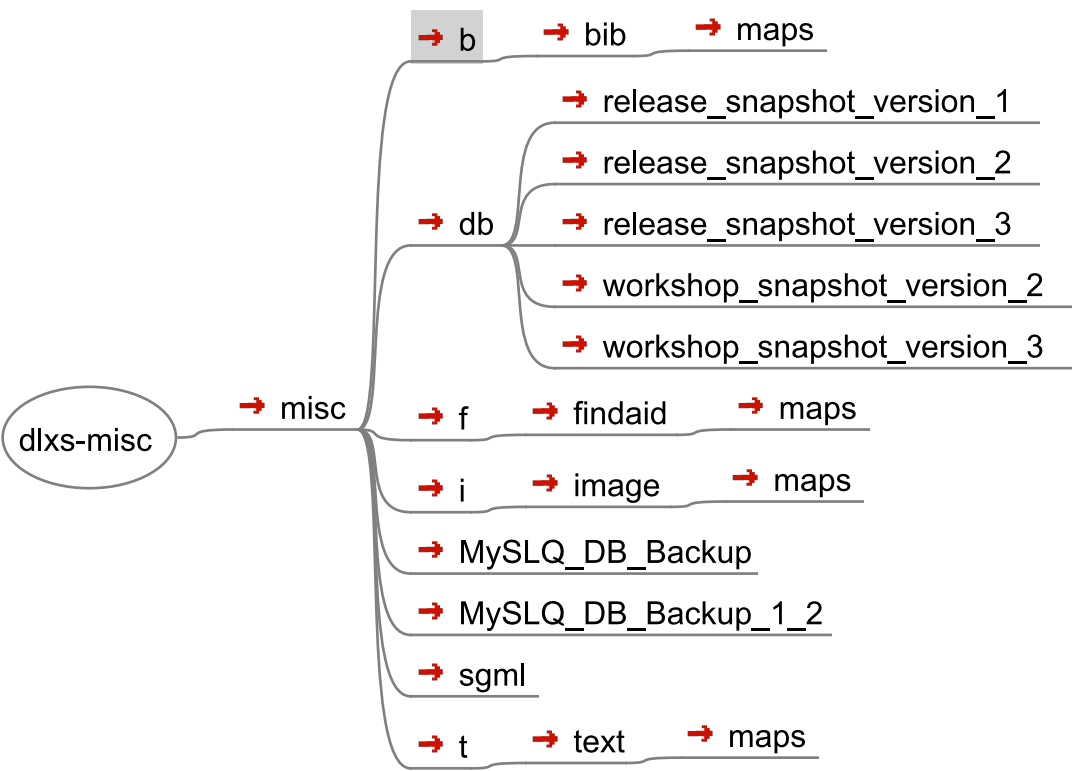 b bib maps
release_snapshot_version_1
release_snapshot_version_2
db release_snapshot_version_3
workshop_snapshot_version_2
workshop_snapshot_version_3
dlxs-misc misc f findaid maps
i image maps
MySLQ_DB_Backup
MySLQ_DB_Backup_1_2
sgml
t text maps